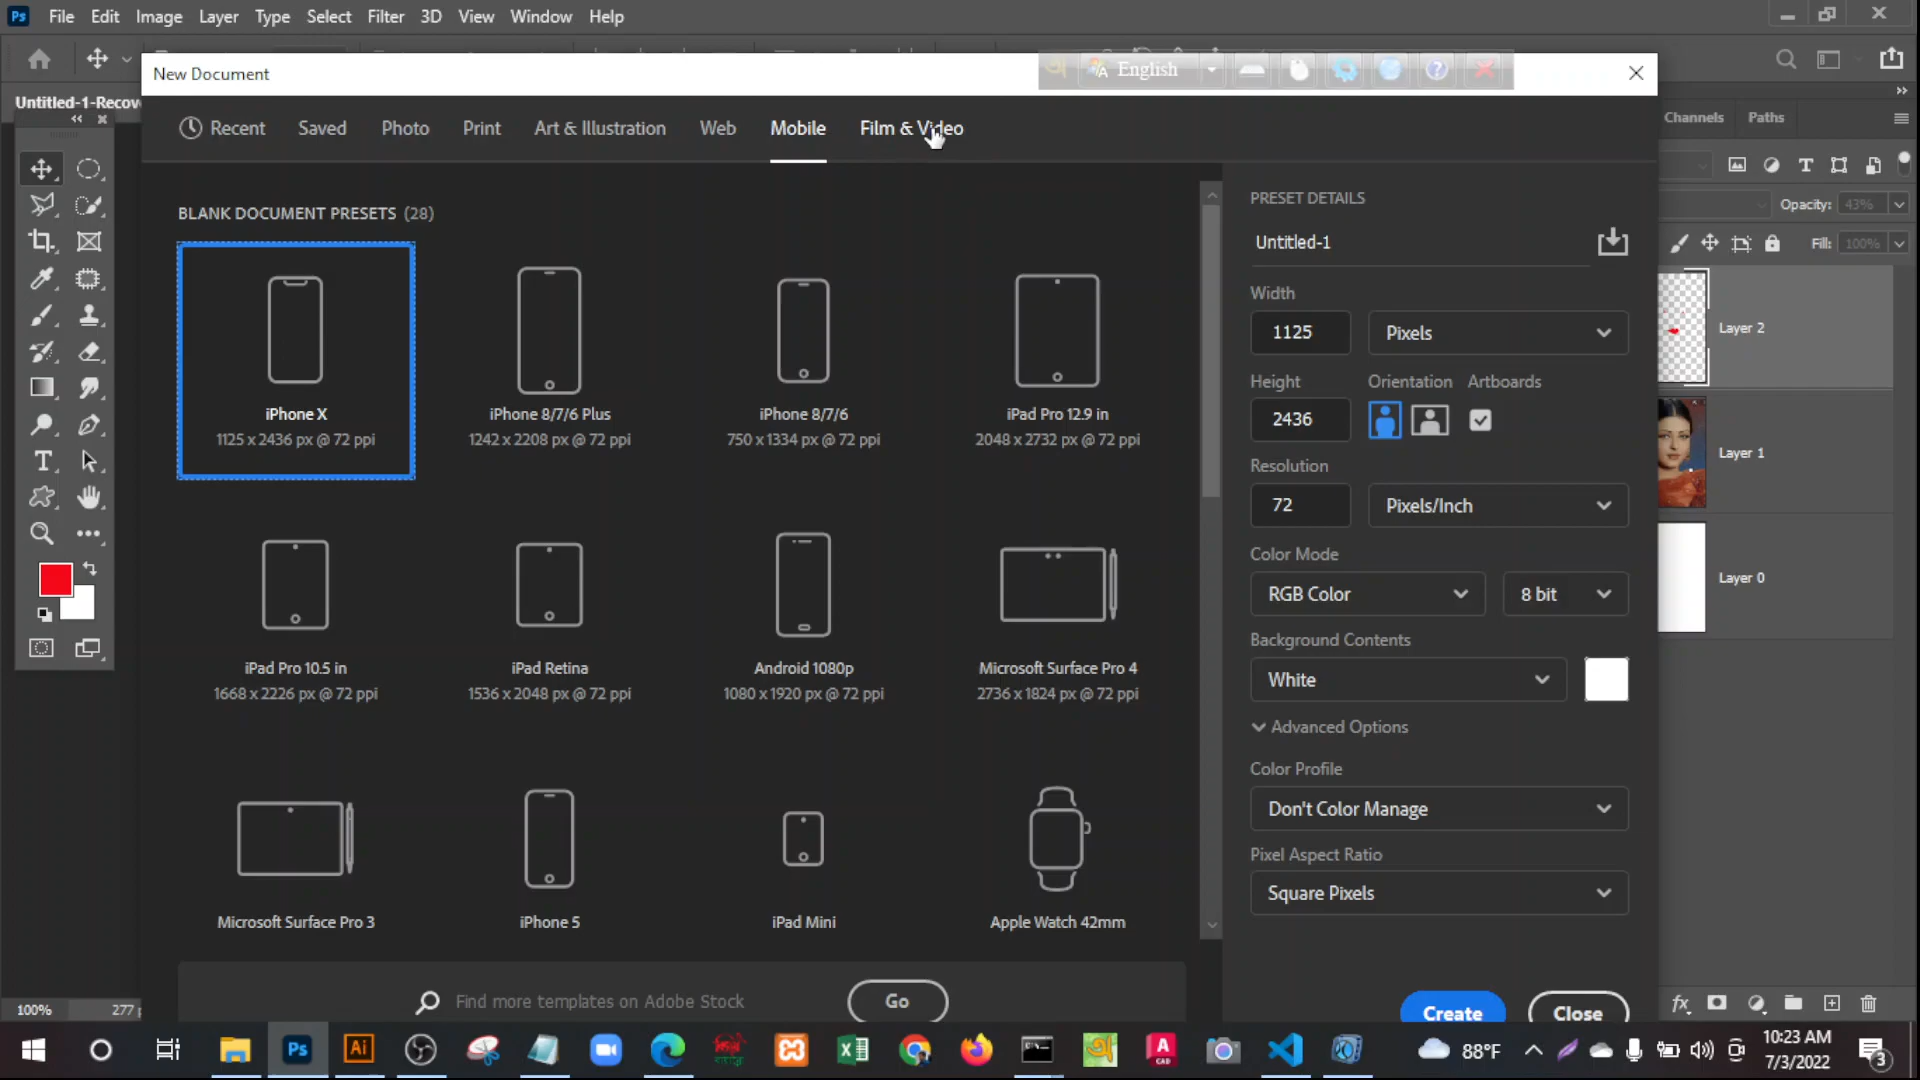 Ps File Edit Image Layer Type Select Filter 3D View Window Help
New Document
English
Untitled-1-Recov
Recent Saved Photo Print Art & Illustration Web Mobile Film & Video
Channels Paths
BLANK DOCUMENT PRESETS (28)
PRESET DETAILS
Untitled-1
Opacity: 43%
Fill: 100%
Width
1125 Pixels
Height Orientation Artboards
2436
Resolution
72 Pixels/Inch
Color Mode
RGB Color 8 bit
Background Contents
White
Advanced Options
Color Profile
Don't Color Manage
Pixel Aspect Ratio
Square Pixels
iPhone X
1125 x 2436 px @ 72 ppi
iPhone 8/7/6 Plus
1242 x 2208 px @ 72 ppi
iPhone 8/7/6
750 x 1334 px @ 72 ppi
iPad Pro 12.9 in
2048 x 2732 px @ 72 ppi
iPad Pro 10.5 in
1668 x 2226 px @ 72 ppi
iPad Retina
1536 x 2048 px @ 72 ppi
Android 1080p
1080 x 1920 px @ 72 ppi
Microsoft Surface Pro 4
2736 x 1824 px @ 72 ppi
Microsoft Surface Pro 3
iPhone 5
iPad Mini
Apple Watch 42mm
Layer 2
Layer 1
Layer 0
Find more templates on Adobe Stock Go
Create Close
100% 277 p
fx
Ps Ai
88°F
10:23 AM
7/3/2022
3